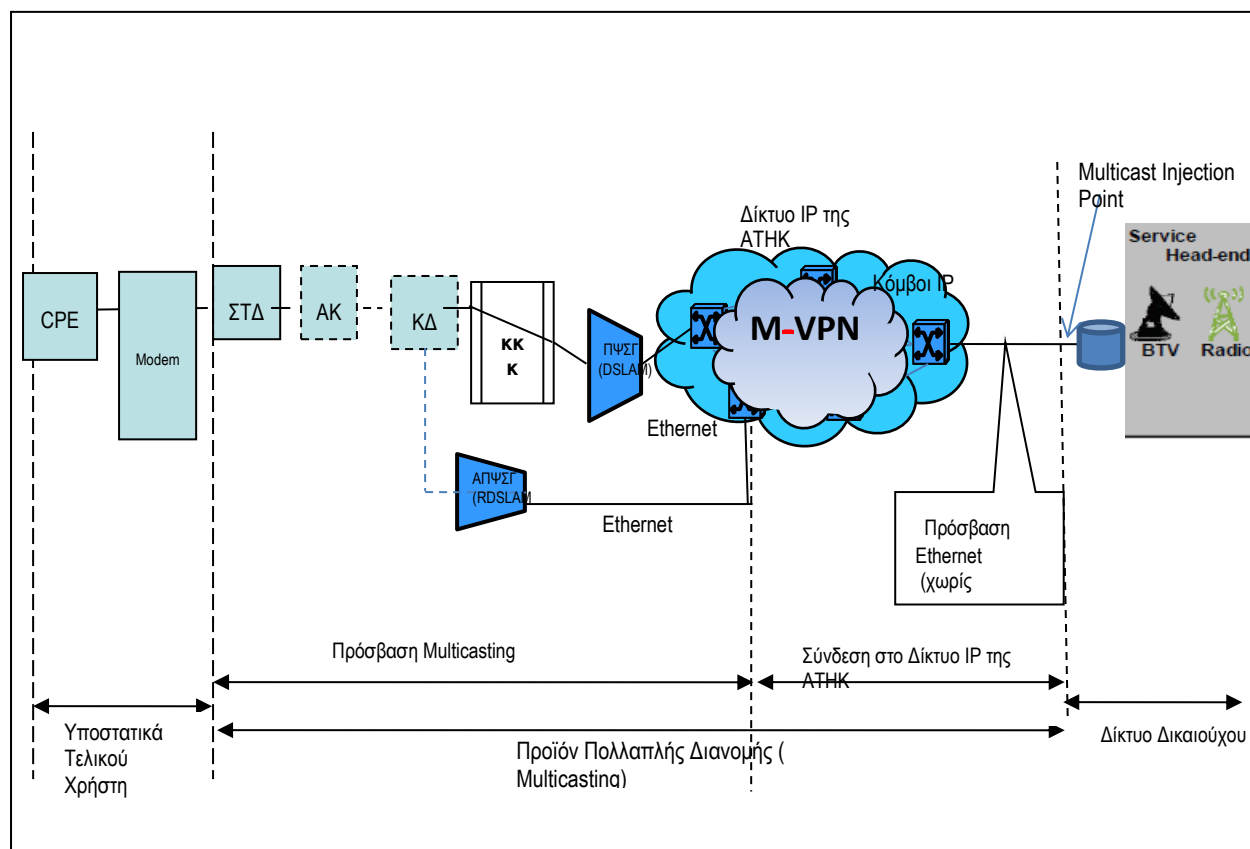 Multicast Injection
Point
Δίκτυο IP της
ΑΤΗΚ
Service
Head-end
Κόμβοι IP
CPE
Modem
ΣΤΔ
ΑΚ
ΚΔ
ΚΚ
Κ
ΠΨΣΓ
(DSLAM)
M-VPN
BTV
Radio
Ethernet
ΑΠΨΣΓ
(RDSLAM
Ethernet
Πρόσβαση
Ethernet
(χωρίς
Πρόσβαση Multicasting
Σύνδεση στο Δίκτυο IP της
ΑΤΗΚ
Υποστατικά
Τελικού
Χρήστη
Προϊόν Πολλαπλής Διανομής (
Multicasting)
Δίκτυο Δικαιούχου